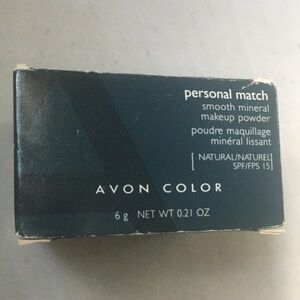 personal match
smooth mineral
makeup powder
poudre maquillage
minéral lissant
[NATURAL/NATUREL
SPF/FPS 15]
AVON COLOR
6 g NET WT 0.21 OZ